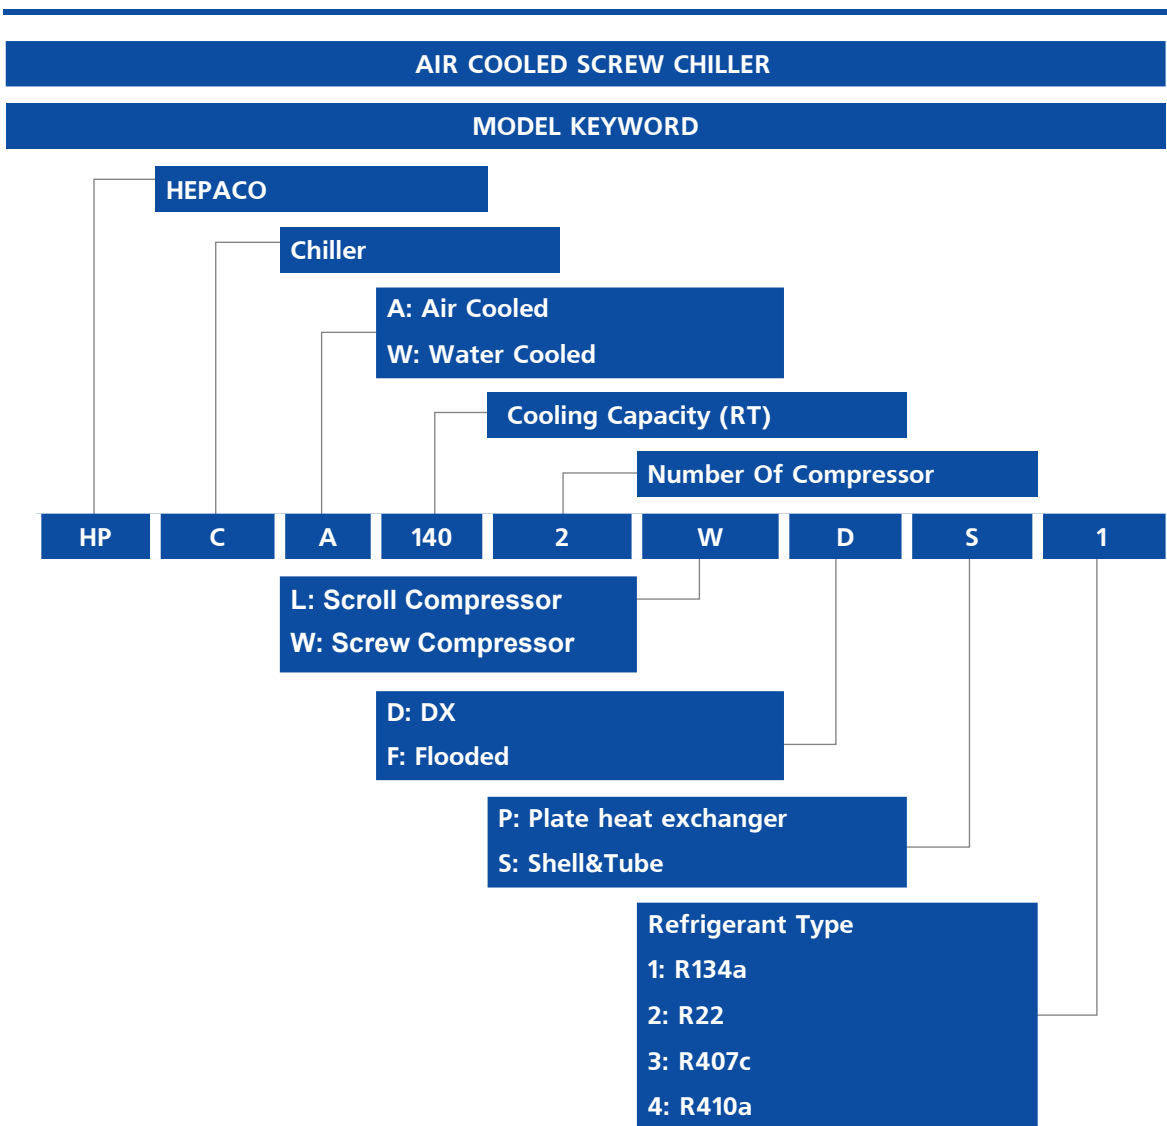 AIR COOLED SCREW CHILLER
MODEL KEYWORD
HEPACO
Chiller
A: Air Cooled
W: Water Cooled
Cooling Capacity (RT)
Number Of Compressor
HP C A 140 2 W D S 1
L: Scroll Compressor
W: Screw Compressor
D: DX
F: Flooded
P: Plate heat exchanger
S: Shell&Tube
Refrigerant Type
1: R134a
2: R22
3: R407c
4: R410a